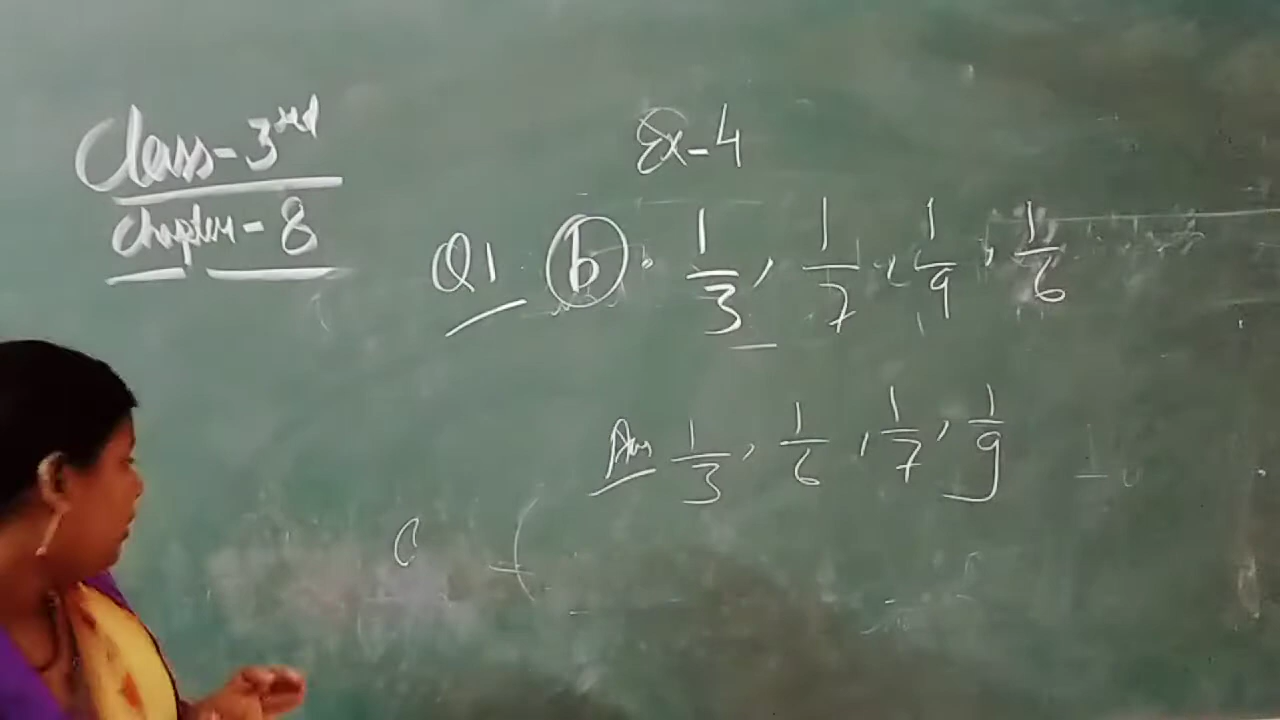 Class-3rd
Chapter-8
Ex-4
Q1 b. 1/3, 1/7, 1/9, 1/6
Ans 1/3, 1/6, 1/7, 1/9